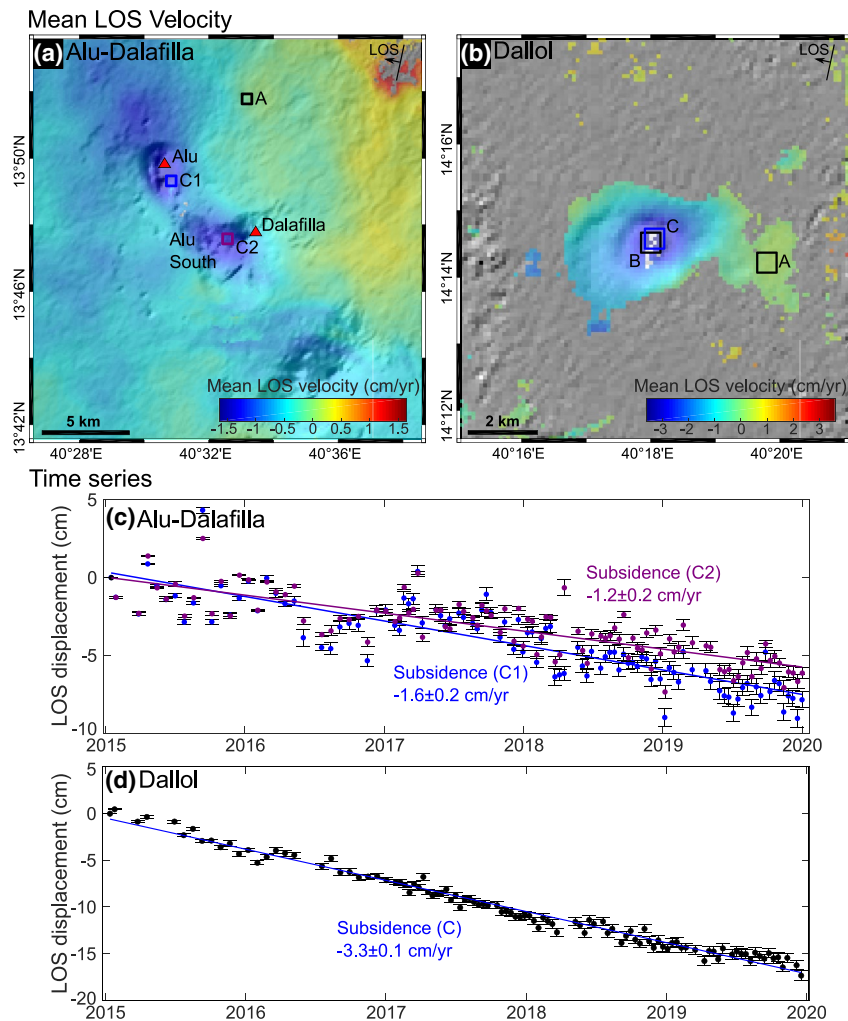 Mean LOS Velocity
(a) Alu-Dalafilla
LOS
A
Alu
C1
Dalafilla
Alu
South
C2
Mean LOS velocity (cm/yr)
-1.5 -1 0 1 1.5
5 km
13°50'N
13°46'N
13°42'N
40°28'E 40°32'E 40°36'E
(b) Dallol
LOS
C
B
A
Mean LOS velocity (cm/yr)
-3 -2 -1 0 1 2 3
2 km
14°16'N
14°14'N
14°12'N
40°16'E 40°18'E 40°20'E
Time series
(c) Alu-Dalafilla
LOS displacement (cm)
5
0
-5
-10
Subsidence (C2)
-1.2±0.2 cm/yr
Subsidence (C1)
-1.6±0.2 cm/yr
2015 2016 2017 2018 2019 2020
(d) Dallol
LOS displacement (cm)
5
0
-5
-10
-15
-20
Subsidence (C)
-3.3±0.1 cm/yr
2015 2016 2017 2018 2019 2020